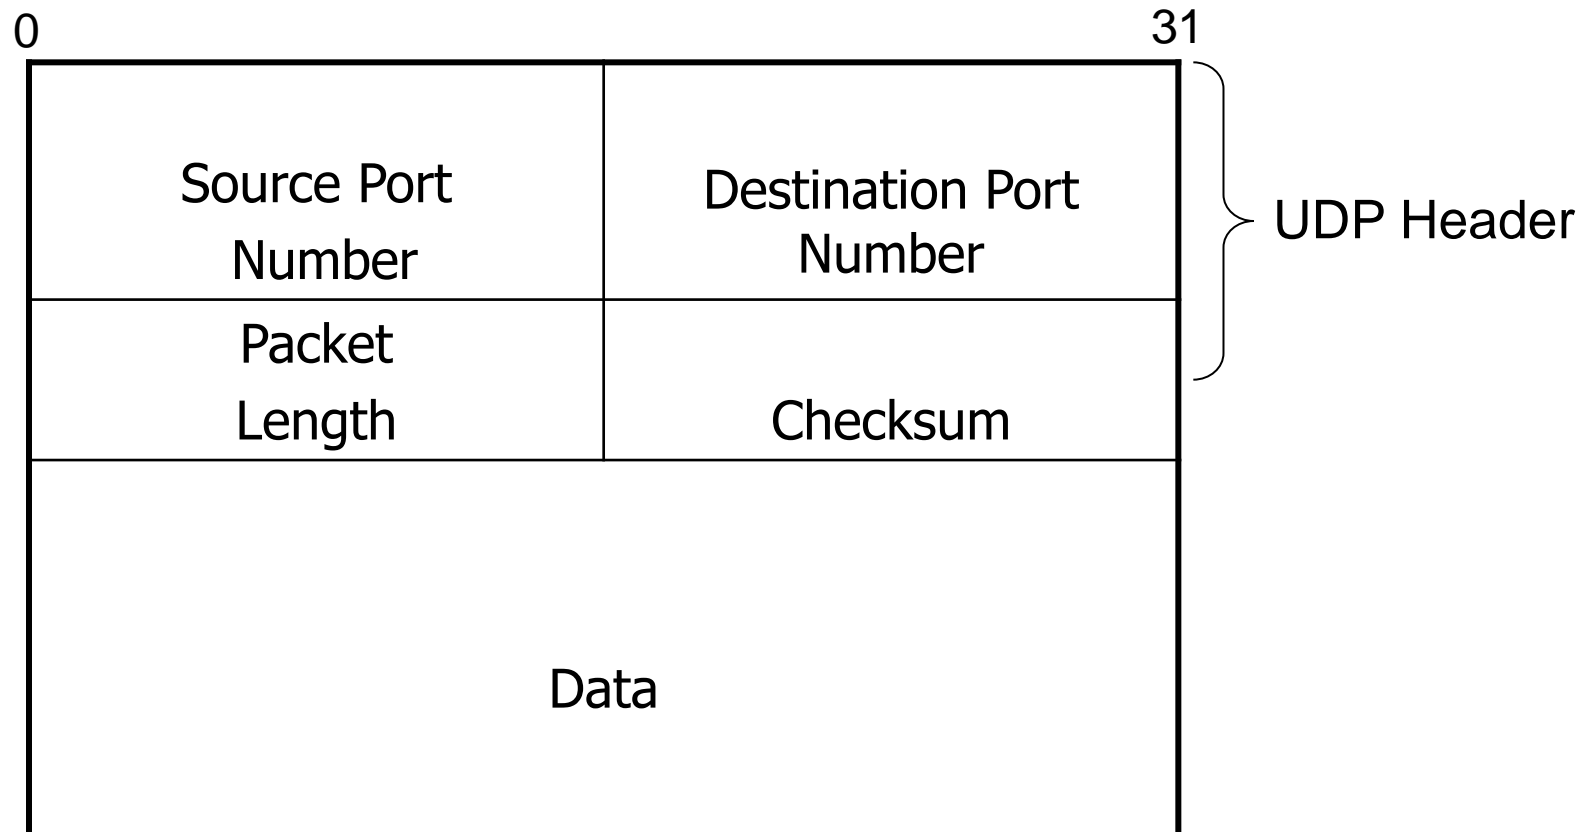 0
31
Source Port
Number
Destination Port
Number
UDP Header
Packet
Length
Checksum
Data